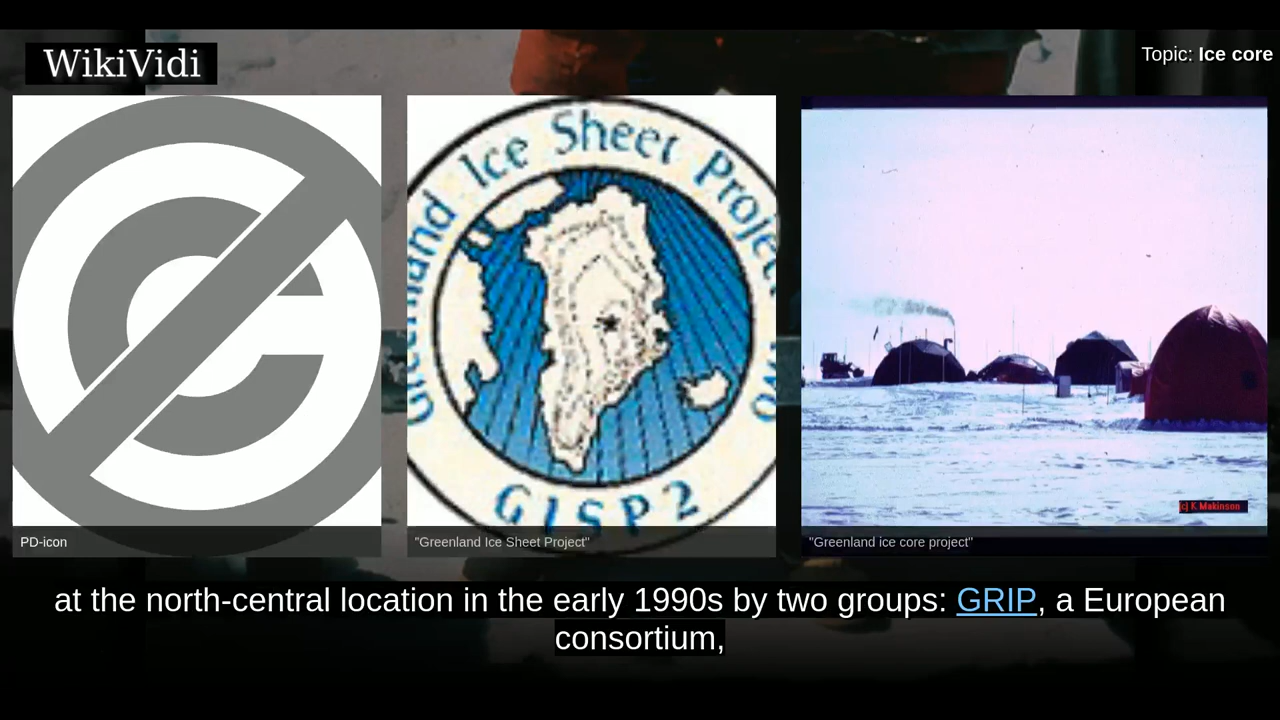 WikiVidi
Topic: Ice core
Greenland Ice Sheet Project Two
GISP2
(c) K Makinson
PD-icon
"Greenland Ice Sheet Project"
"Greenland ice core project"
at the north-central location in the early 1990s by two groups: GRIP, a European
consortium,